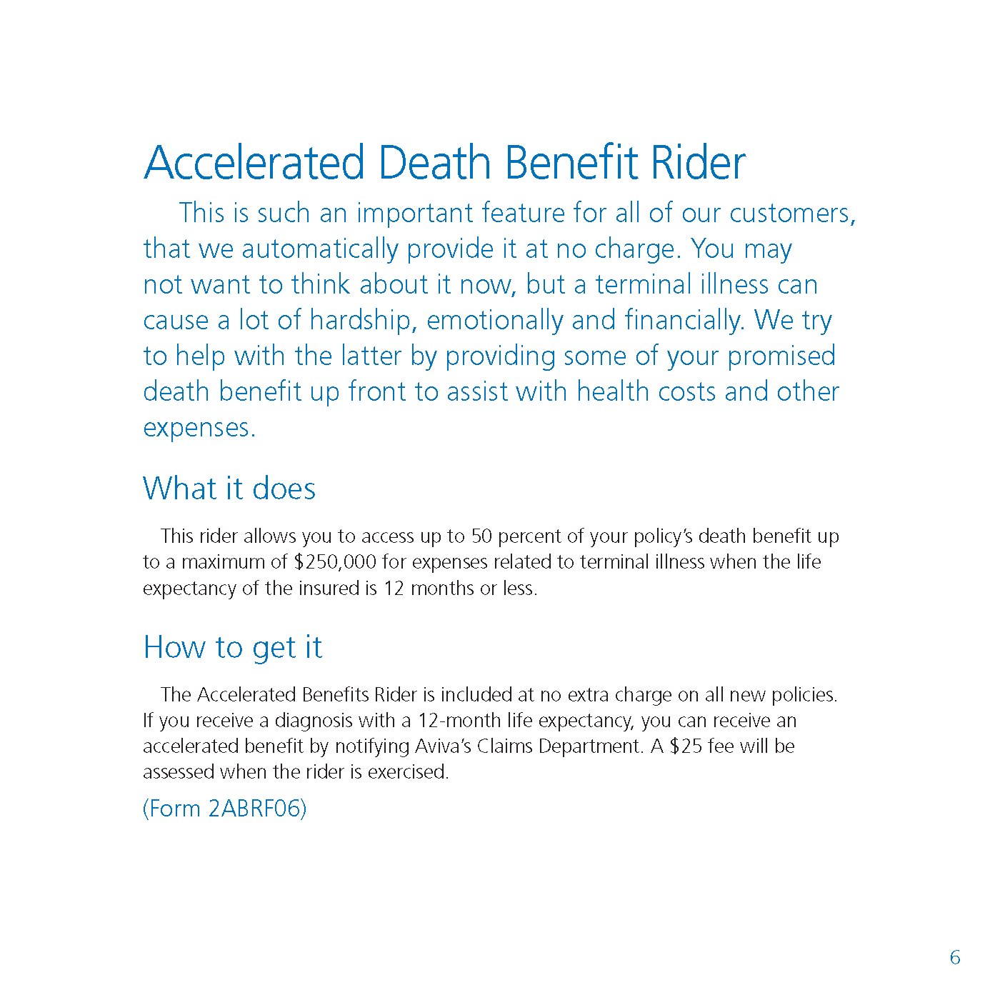 Accelerated Death Benefit Rider
This is such an important feature for all of our customers,
that we automatically provide it at no charge. You may
not want to think about it now, but a terminal illness can
cause a lot of hardship, emotionally and financially. We try
to help with the latter by providing some of your promised
death benefit up front to assist with health costs and other
expenses.
What it does
This rider allows you to access up to 50 percent of your policy’s death benefit up
to a maximum of $250,000 for expenses related to terminal illness when the life
expectancy of the insured is 12 months or less.
How to get it
The Accelerated Benefits Rider is included at no extra charge on all new policies.
If you receive a diagnosis with a 12-month life expectancy, you can receive an
accelerated benefit by notifying Aviva’s Claims Department. A $25 fee will be
assessed when the rider is exercised.
(Form 2ABRF06)
6